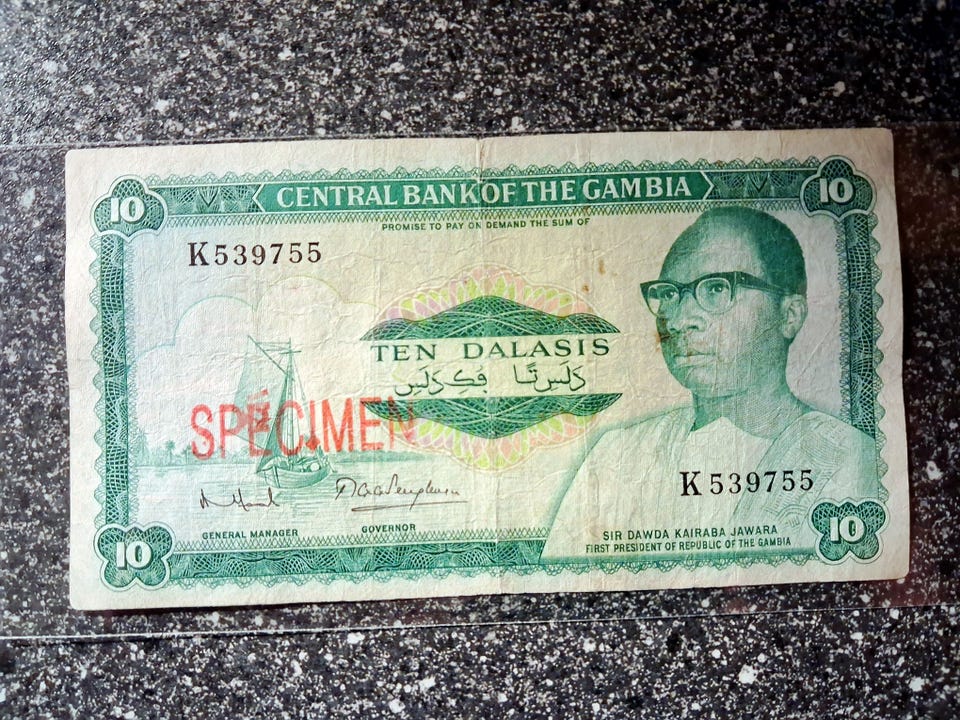 10
CENTRAL BANK OF THE GAMBIA
10
PROMISE TO PAY ON DEMAND THE SUM OF
K539755
TEN DALASIS
SPÉCIMEN
K539755
GENERAL MANAGER
GOVERNOR
SIR DAWDA KAIRABA JAWARA
FIRST PRESIDENT OF REPUBLIC OF THE GAMBIA
10
10